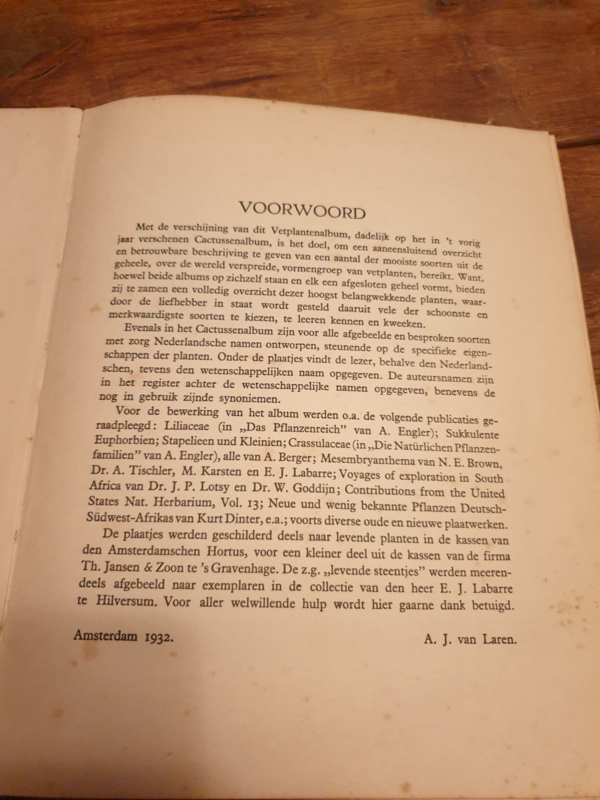 VOORWOORD
Met de verschijning van dit Vetplantenalbum, dadelijk op het in 't vorig
jaar verschenen Cactussenalbum, is het doel, om een aaneensluitend overzicht
en betrouwbare beschrijving te geven van een aantal der mooiste soorten uit de
geheele, over de wereld verspreide, vormengroep van vetplanten, bereikt. Want,
hoewel beide albums op zichzelf staan en elk een afgesloten geheel vormt, bieden
zij te zamen een volledig overzicht dezer hoogst belangwekkende planten, waar-
door de liefhebber in staat wordt gesteld daaruit vele der schoonste en
merkwaardigste soorten te kiezen, te leeren kennen en kweeken.
Evenals in het Cactussenalbum zijn voor alle afgebeelde en besproken soorten
met zorg Nederlandsche namen ontworpen, steunende op de specifieke eigen-
schappen der planten. Onder de plaatjes vindt de lezer, behalve den Nederland-
schen, tevens den wetenschappelijken naam opgegeven. De auteursnamen zijn
in het register achter de wetenschappelijke namen opgegeven, benevens de
nog in gebruik zijnde synoniemen.
Voor de bewerking van het album werden o.a. de volgende publicaties ge-
raadpleegd: Liliaceae (in „Das Pflanzenreich" van A. Engler); Sukkulente
Euphorbien; Stapelieen und Kleinien; Crassulaceae (in „Die Natürlichen Pflanzen-
familien" van A. Engler), alle van A. Berger; Mesembryanthema van N. E. Brown,
Dr. A. Tischler, M. Karsten en E. J. Labarre; Voyages of exploration in South
Africa van Dr. J. P. Lotsy en Dr. W. Goddijn; Contributions from the United
States Nat. Herbarium, Vol. 13; Neue und wenig bekannte Pflanzen Deutsch-
Südwest-Afrikas van Kurt Dinter, e.a.; voorts diverse oude en nieuwe plaatwerken.
De plaatjes werden geschilderd deels naar levende planten in de kassen van
den Amsterdamschen Hortus, voor een kleiner deel uit de kassen van de firma
Th. Jansen & Zoon te 's Gravenhage. De z.g. „levende steentjes" werden meeren-
deels afgebeeld naar exemplaren in de collectie van den heer E. J. Labarre
te Hilversum. Voor aller welwillende hulp wordt hier gaarne dank betuigd.
Amsterdam 1932. A. J. van Laren.